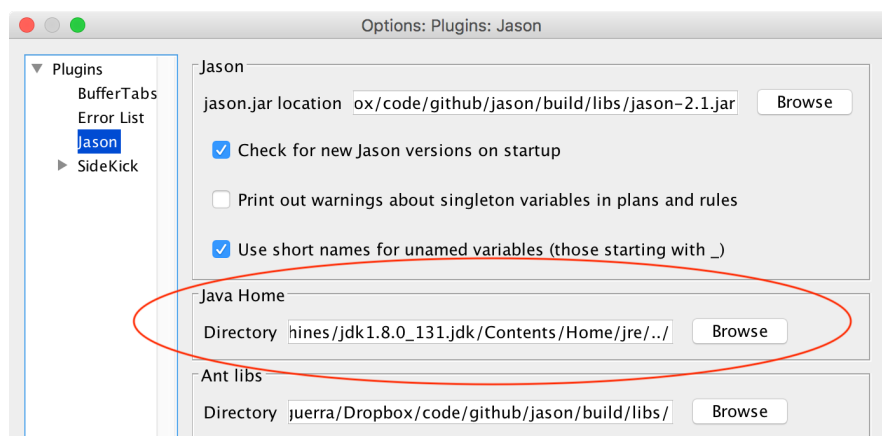 Options: Plugins: Jason
Plugins
BufferTabs
Error List
Jason
SideKick
Jason
jason.jar location ox/code/github/jason/build/libs/jason-2.1.jar Browse
Check for new Jason versions on startup
Print out warnings about singleton variables in plans and rules
Use short names for unamed variables (those starting with _)
Java Home
Directory hines/jdk1.8.0_131.jdk/Contents/Home/jre/../ Browse
Ant libs
Directory guerra/Dropbox/code/github/jason/build/libs/ Browse